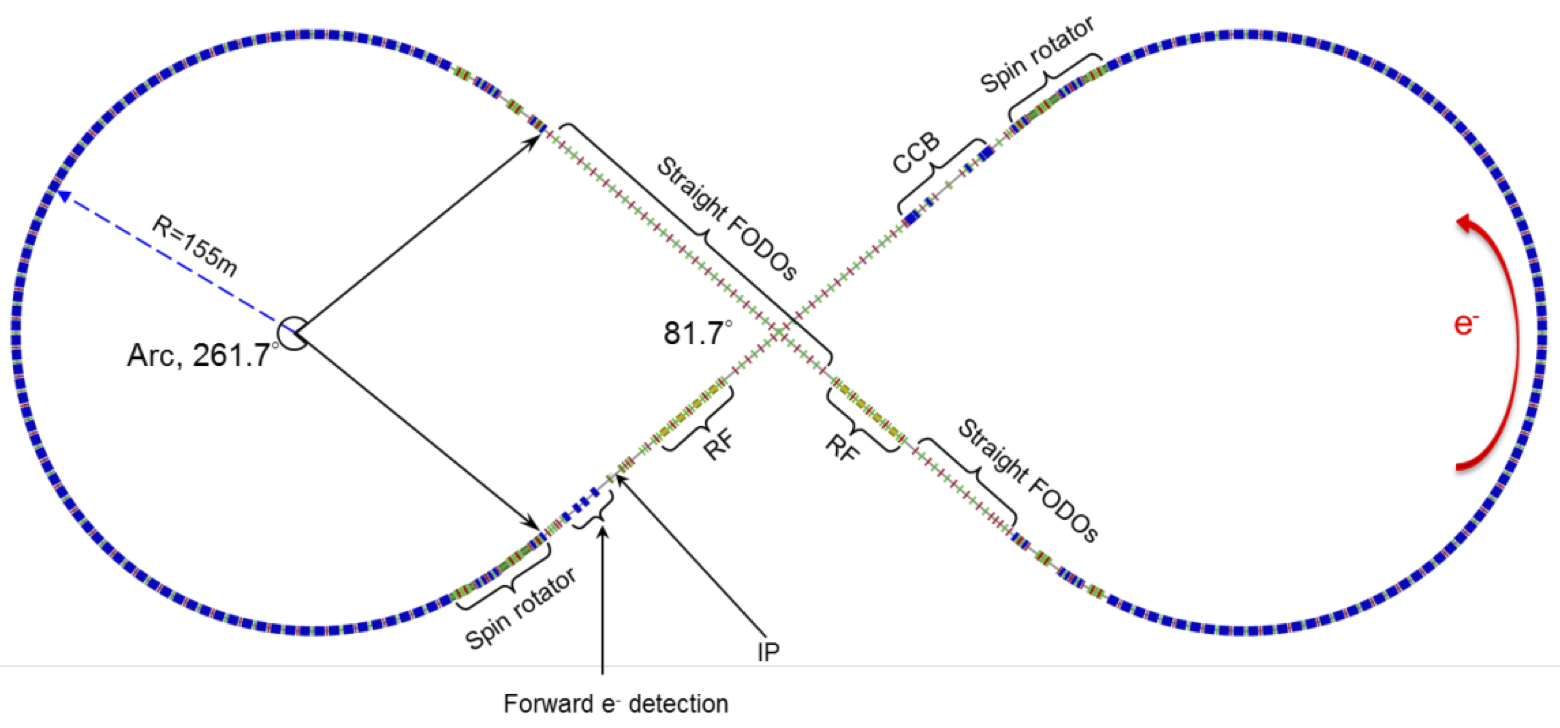 Spin rotator
CCB
Straight FODOs
R=155m
81.7°
Arc, 261.7°
e-
RF
RF
Straight FODOs
Spin rotator
IP
Forward e- detection